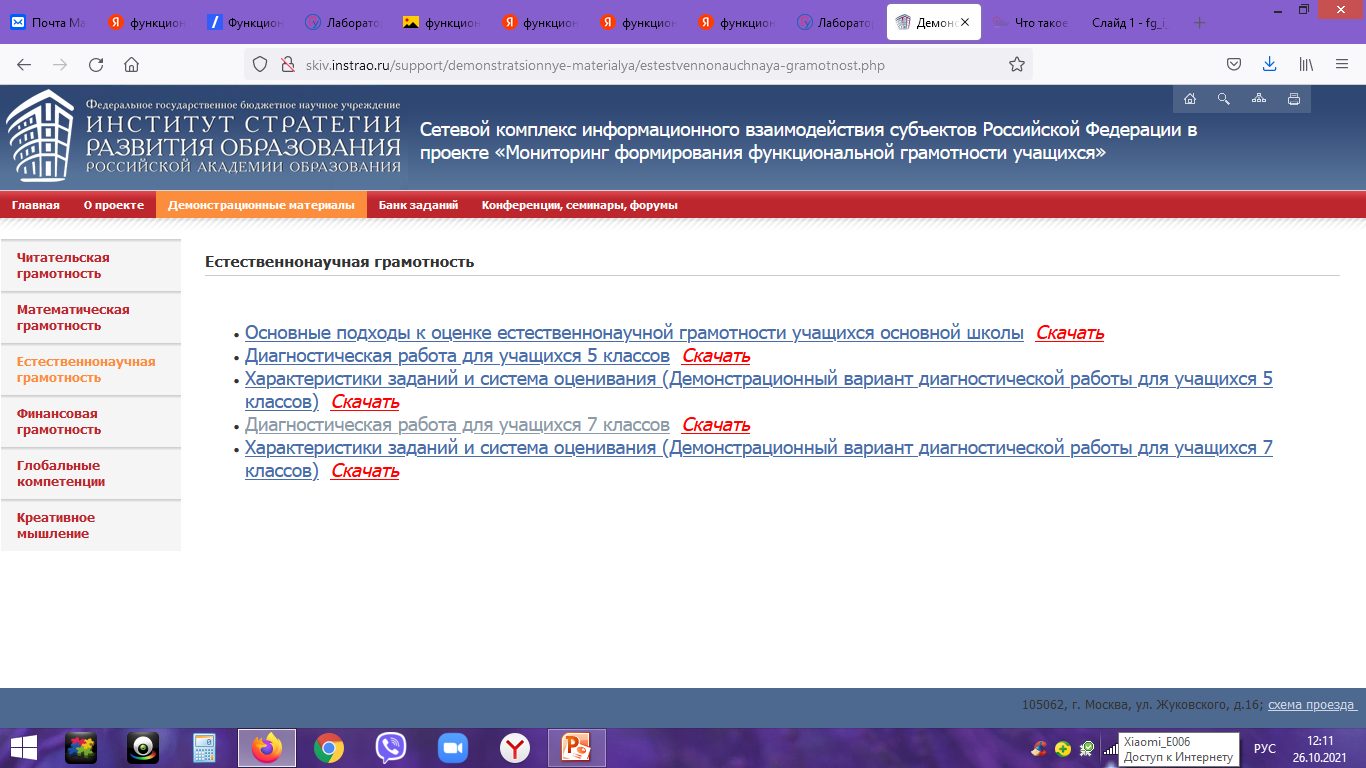 Почта Ma
функцион
Функцион
Лаборато
функцион
функцион
функцион
функцион
Лаборато
Демон
Что такое
Слайд 1 - fg_i_
skiv.instrao.ru/support/demonstratsionnye-materialya/estestvennonauchnaya-gramotnost.php
Федеральное государственное бюджетное научное учреждение
ИНСТИТУТ СТРАТЕГИИ
РАЗВИТИЯ ОБРАЗОВАНИЯ
РОССИЙСКОЙ АКАДЕМИИ ОБРАЗОВАНИЯ
Сетевой комплекс информационного взаимодействия субъектов Российской Федерации в
проекте «Мониторинг формирования функциональной грамотности учащихся»
Главная О проекте Демонстрационные материалы Банк заданий Конференции, семинары, форумы
Читательская
грамотность
Математическая
грамотность
Естественнонаучная
грамотность
Финансовая
грамотность
Глобальные
компетенции
Креативное
мышление
Естественнонаучная грамотность
• Основные подходы к оценке естественнонаучной грамотности учащихся основной школы Скачать
• Диагностическая работа для учащихся 5 классов Скачать
• Характеристики заданий и система оценивания (Демонстрационный вариант диагностической работы для учащихся 5
классов) Скачать
• Диагностическая работа для учащихся 7 классов Скачать
• Характеристики заданий и система оценивания (Демонстрационный вариант диагностической работы для учащихся 7
классов) Скачать
105062, г. Москва, ул. Жуковского, д.16; схема проезда
Xiaomi_E006
Доступ к Интернету
РУС
12:11
26.10.2021